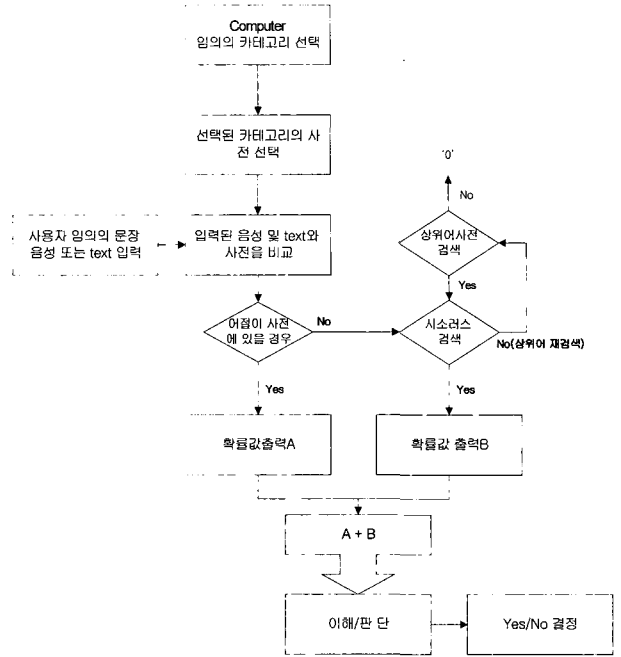 Computer
임의의 카테고리 선택
선택된 카테고리의 사
전 선택
'0'
No
사용자 임의의 문장
음성 또는 text 입력
입력된 음성 및 text와
사전을 비교
상위어사전
검색
Yes
어절이 사전
에 있을 경우
No
시소러스
검색
No(상위어 재검색)
Yes
Yes
확률값출력A
확률값 출력B
A + B
이해/판 단
Yes/No 결정